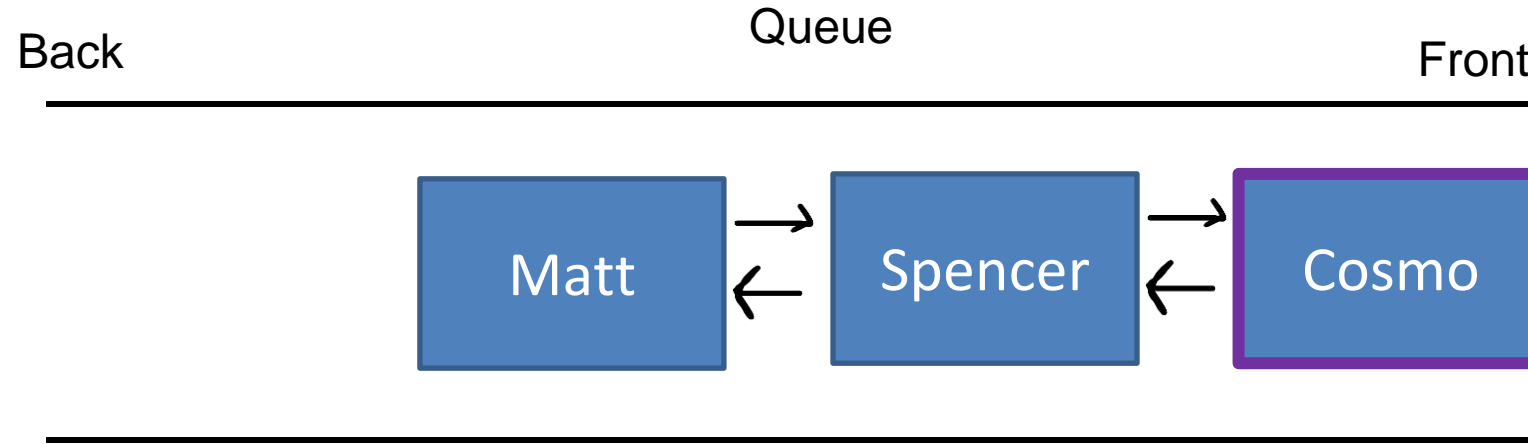 Queue
Back
Front
Matt
Spencer
Cosmo